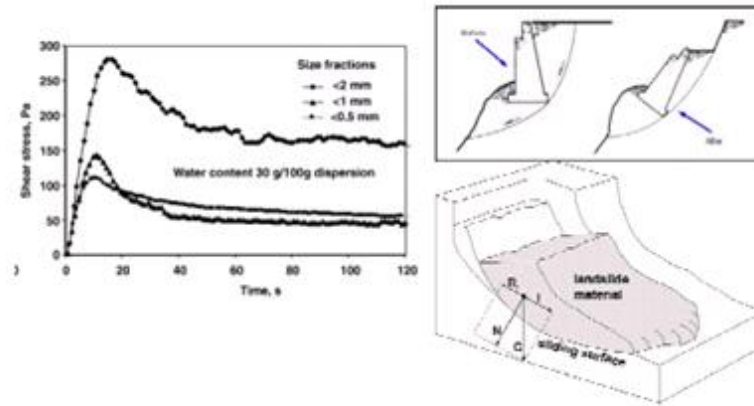 300
250
200
150
100
50
0
Shear stress, Pa
Size fractions
<2 mm
<1 mm
<0.5 mm
Water content 30 g/100g dispersion
0 20 40 60 80 100 120
Time, s
landslide
material
R
N
G
sliding surface